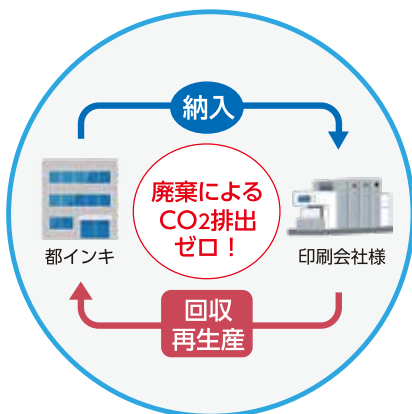 納入
廃棄による
CO2排出
ゼロ！
都インキ
印刷会社様
回収
再生産